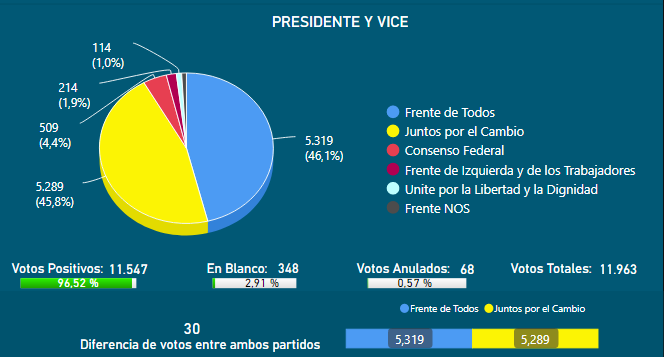 PRESIDENTE Y VICE
114
(1,0%)
214
(1,9%)
509
(4,4%)
5.289
(45,8%)
5.319
(46,1%)
Frente de Todos
Juntos por el Cambio
Consenso Federal
Frente de Izquierda y de los Trabajadores
Unite por la Libertad y la Dignidad
Frente NOS
Votos Positivos: 11.547
96,52 %
En Blanco: 348
2,91 %
Votos Anulados: 68
0,57 %
Votos Totales: 11.963
Frente de Todos Juntos por el Cambio
30
Diferencia de votos entre ambos partidos
5,319 5,289